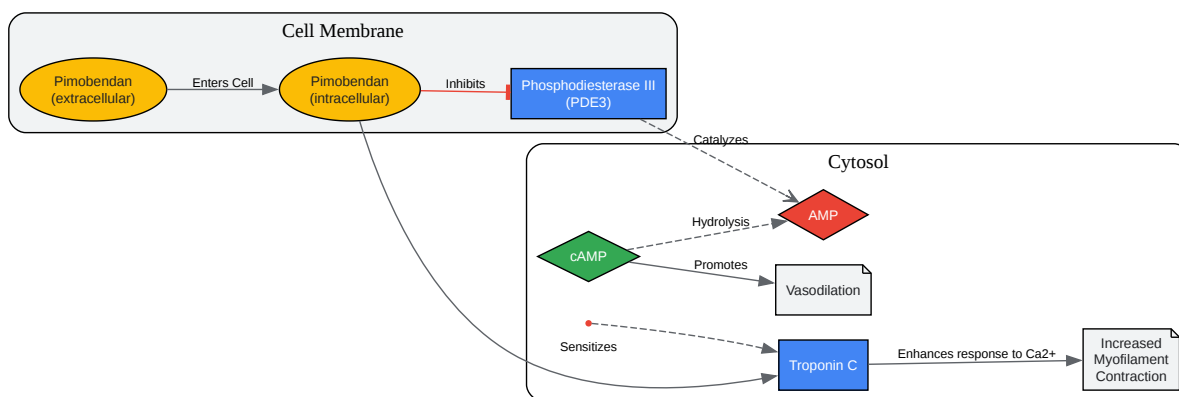 Cell Membrane
Pimobendan
(extracellular)
Enters Cell
Pimobendan
(intracellular)
Inhibits
Phosphodiesterase III
(PDE3)
Catalyzes
Cytosol
AMP
Hydrolysis
cAMP
Promotes
Vasodilation
Sensitizes
Troponin C
Enhances response to Ca2+
Increased
Myofilament
Contraction